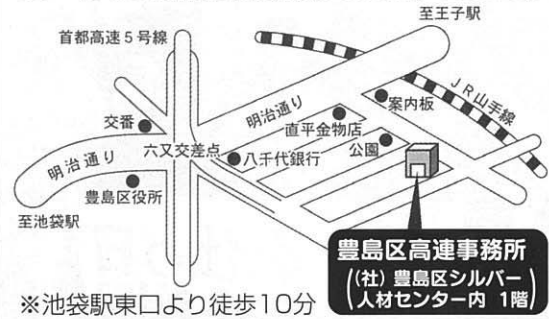 至王子駅
首都高速5号線
JR山手線
案内板
明治通り
直平金物店
交番
公園
六又交差点
八千代銀行
明治通り
豊島区役所
至池袋駅
豊島区高連事務所
(社)豊島区シルバー
人材センター内 1階
※池袋駅東口より徒歩10分